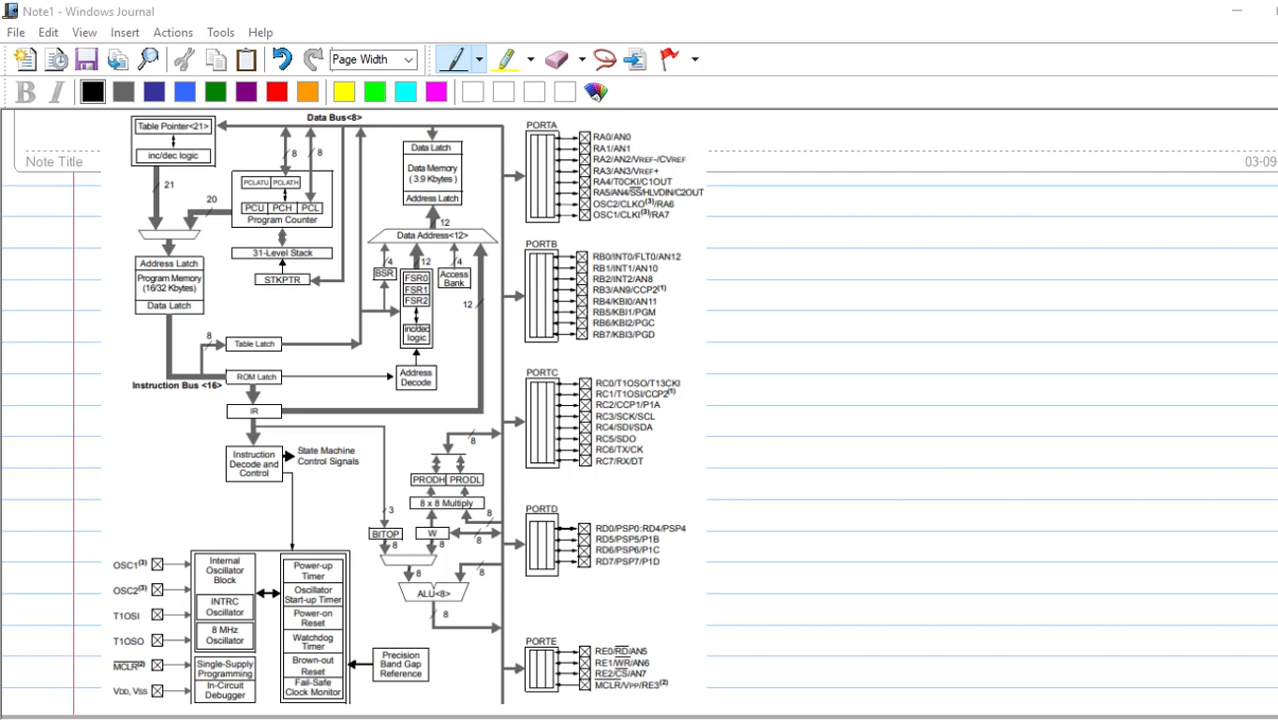 Note1 - Windows Journal
File Edit View Insert Actions Tools Help
Page Width
B I
Note Title
03-09
Data Bus<8>
Table Pointer<21>
inc/dec logic
21
20
8
8
PCLATU PCLATH
PCU PCH PCL
Program Counter
31-Level Stack
STKPTR
Address Latch
Program Memory
(16/32 Kbytes)
Data Latch
8
Table Latch
ROM Latch
Instruction Bus <16>
IR
Data Latch
Data Memory
( 3.9 Kbytes )
Address Latch
12
Data Address<12>
4
12
4
BSR
FSR0
FSR1
FSR2
Access
Bank
12
inc/dec
logic
Address
Decode
Instruction
Decode and
Control
State Machine
Control Signals
8
PRODH PRODL
8 x 8 Multiply
3
8
BITOP
W
8
8
8
8
8
ALU<8>
8
OSC1(3)
OSC2(3)
T1OSI
T1OSO
MCLR(2)
VDD, VSS
Internal
Oscillator
Block
INTRC
Oscillator
8 MHz
Oscillator
Single-Supply
Programming
In-Circuit
Debugger
Power-up
Timer
Oscillator
Start-up Timer
Power-on
Reset
Watchdog
Timer
Brown-out
Reset
Fail-Safe
Clock Monitor
Precision
Band Gap
Reference
PORTA
RA0/AN0
RA1/AN1
RA2/AN2/VREF-/CVREF
RA3/AN3/VREF+
RA4/T0CKI/C1OUT
RA5/AN4/SS/HLVDIN/C2OUT
OSC2/CLKO(3)/RA6
OSC1/CLKI(3)/RA7
PORTB
RB0/INT0/FLT0/AN12
RB1/INT1/AN10
RB2/INT2/AN8
RB3/AN9/CCP2(1)
RB4/KBI0/AN11
RB5/KBI1/PGM
RB6/KBI2/PGC
RB7/KBI3/PGD
PORTC
RC0/T1OSO/T13CKI
RC1/T1OSI/CCP2(1)
RC2/CCP1/P1A
RC3/SCK/SCL
RC4/SDI/SDA
RC5/SDO
RC6/TX/CK
RC7/RX/DT
PORTD
RD0/PSP0:RD4/PSP4
RD5/PSP5/P1B
RD6/PSP6/P1C
RD7/PSP7/P1D
PORTE
RE0/RD/AN5
RE1/WR/AN6
RE2/CS/AN7
MCLR/VPP/RE3(2)